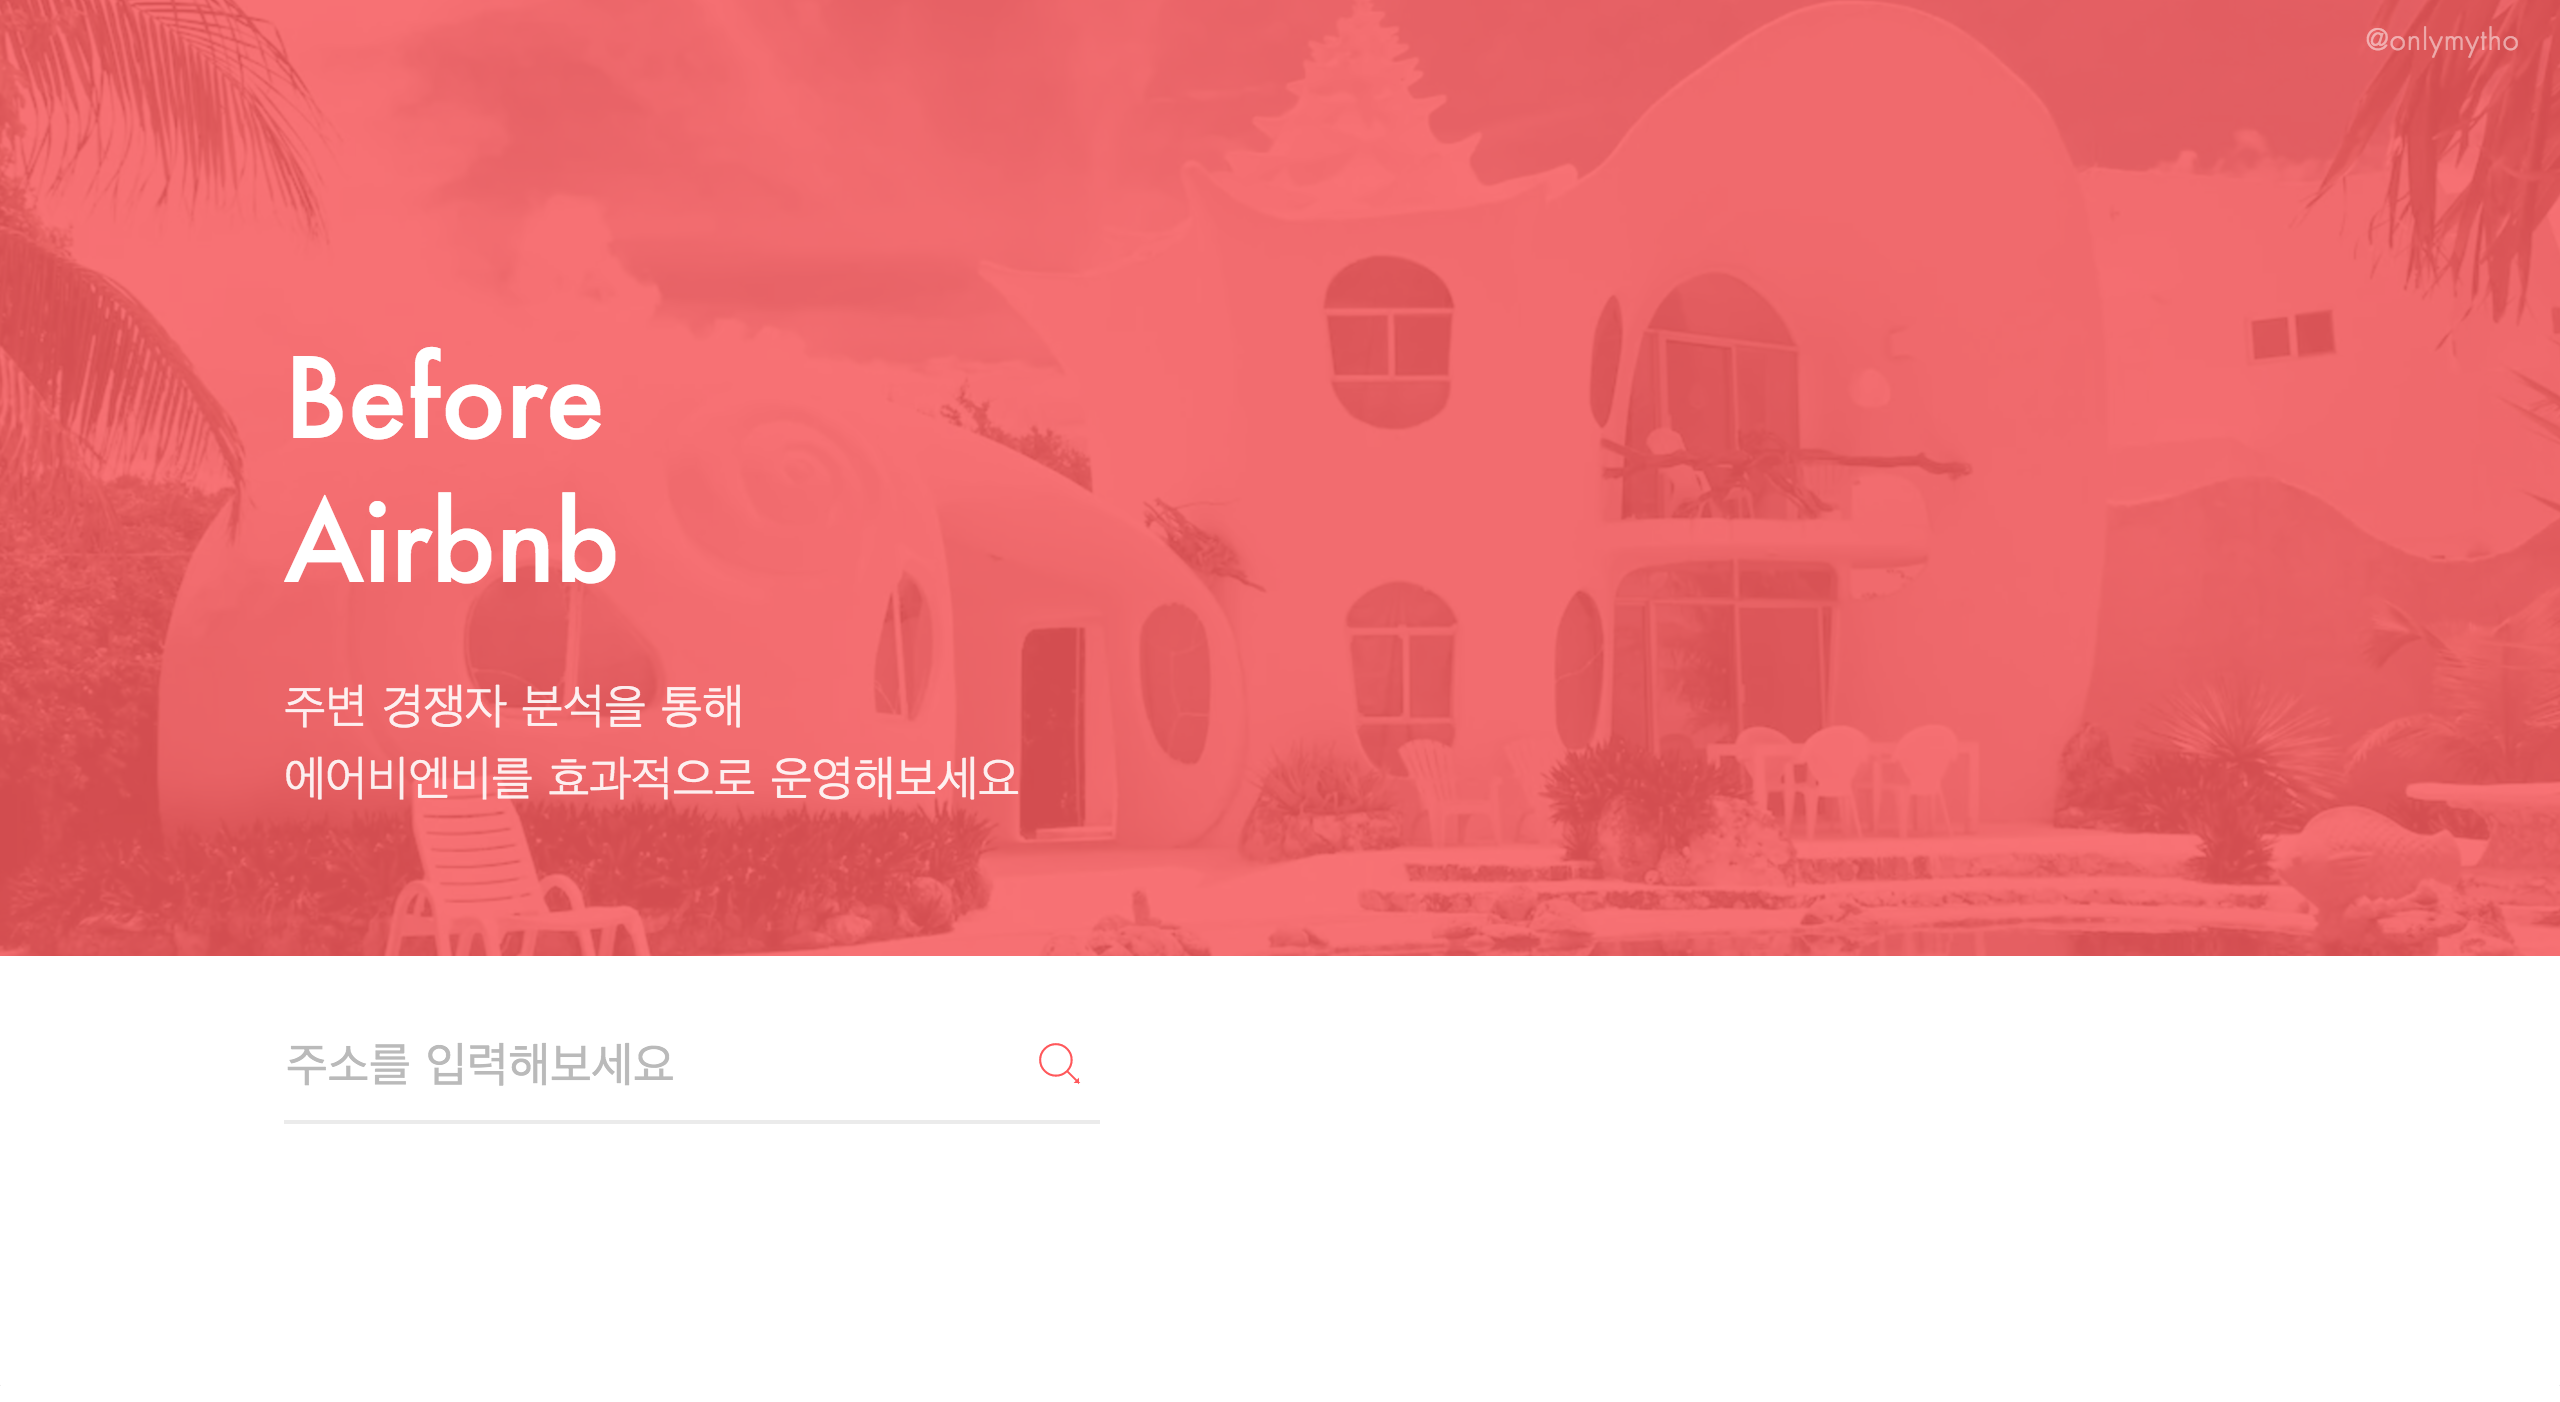 @onlymytho
Before
Airbnb
주변 경쟁자 분석을 통해
에어비엔비를 효과적으로 운영해보세요
주소를 입력해보세요